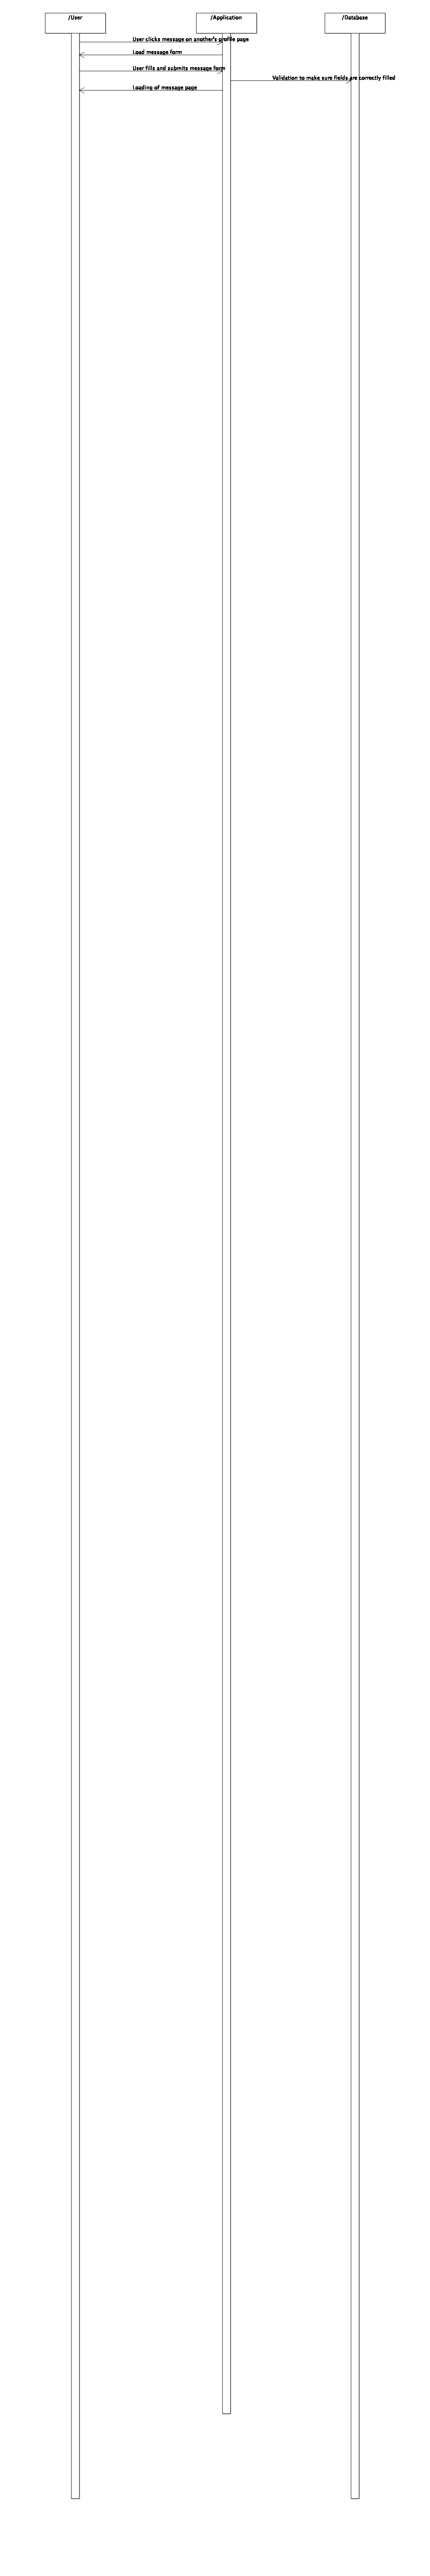 /User
/Application
/Database
User clicks message on another's profile page
Load message form
User fills and submits message form
Validation to make sure fields are correctly filled
Loading of message page